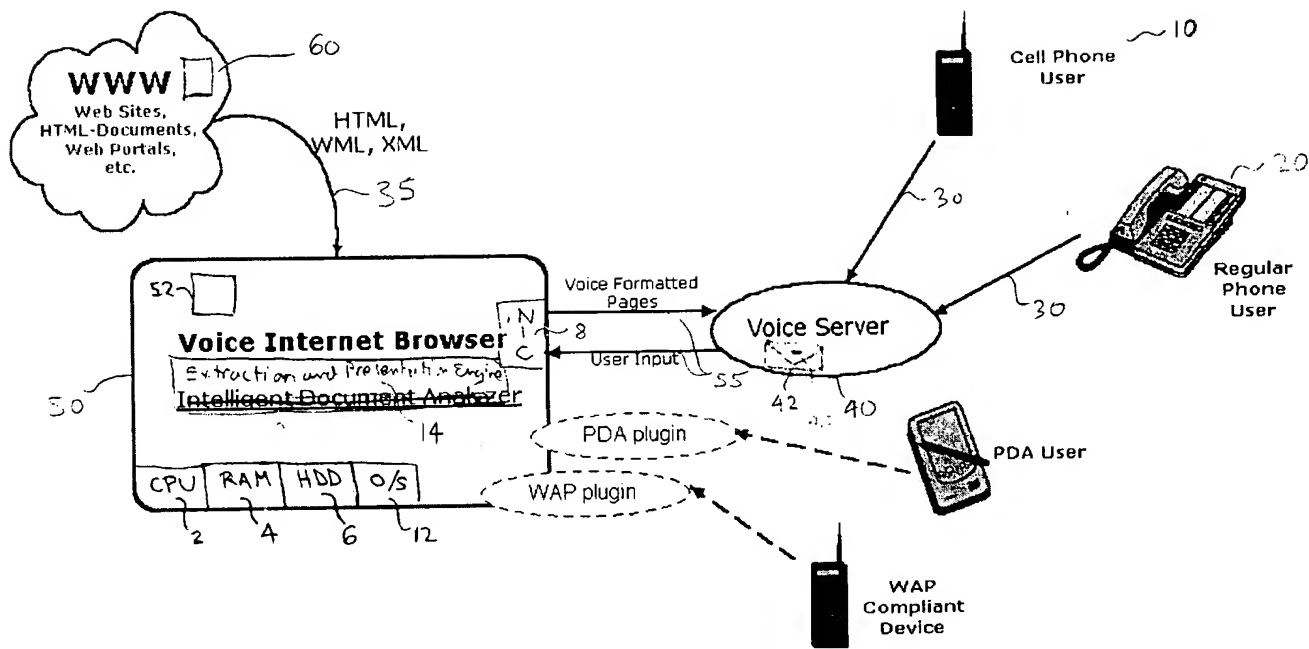 60
WWW
Web Sites,
HTML-Documents,
Web Portals,
etc.
HTML,
WML, XML
35
10
Cell Phone
User
30
20
Regular
Phone
User
30
52
Voice Internet Browser
Extraction and Presentation Engine
Intelligent Document Analyzer
14
50
N
I
C
8
Voice Formatted
Pages
User Input
55
Voice Server
42
40
PDA plugin
WAP plugin
PDA User
CPU
RAM
HDD
O/S
2
4
6
12
WAP
Compliant
Device